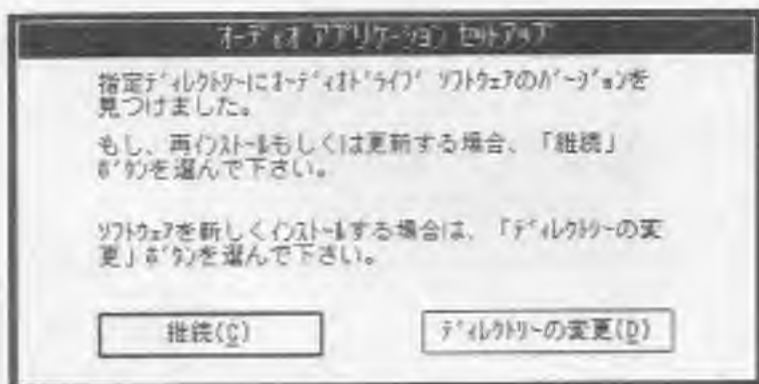 ｵｰﾃﾞｨｵ ｱﾌﾟﾘｹｰｼｮﾝ ｾｯﾄｱｯﾌﾟ
指定ﾃﾞｨﾚｸﾄﾘｰにｵｰﾃﾞｨｵﾄﾞﾗｲﾌﾞ ｿﾌﾄｳｪｱのﾊﾞｰｼﾞｮﾝを
見つけました。
もし、再ｲﾝｽﾄｰﾙもしくは更新する場合、「継続」
ﾎﾞﾀﾝを選んで下さい。
ｿﾌﾄｳｪｱを新しくｲﾝｽﾄｰﾙする場合は、「ﾃﾞｨﾚｸﾄﾘｰの変
更」ﾎﾞﾀﾝを選んで下さい。
継続(C)
ﾃﾞｨﾚｸﾄﾘｰの変更(D)